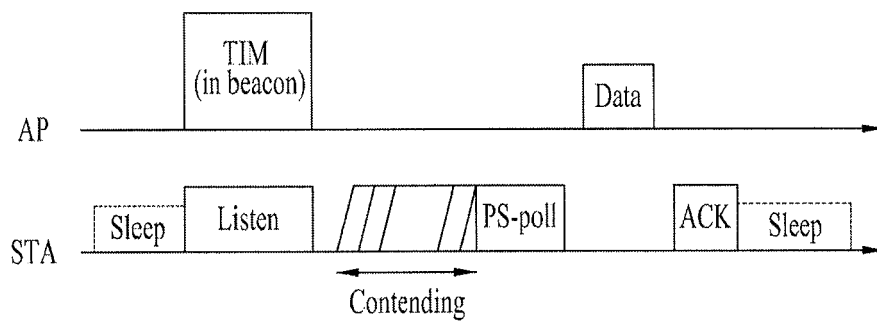 TIM
(in beacon)
Data
AP
Sleep
Listen
PS-poll
ACK
Sleep
STA
Contending